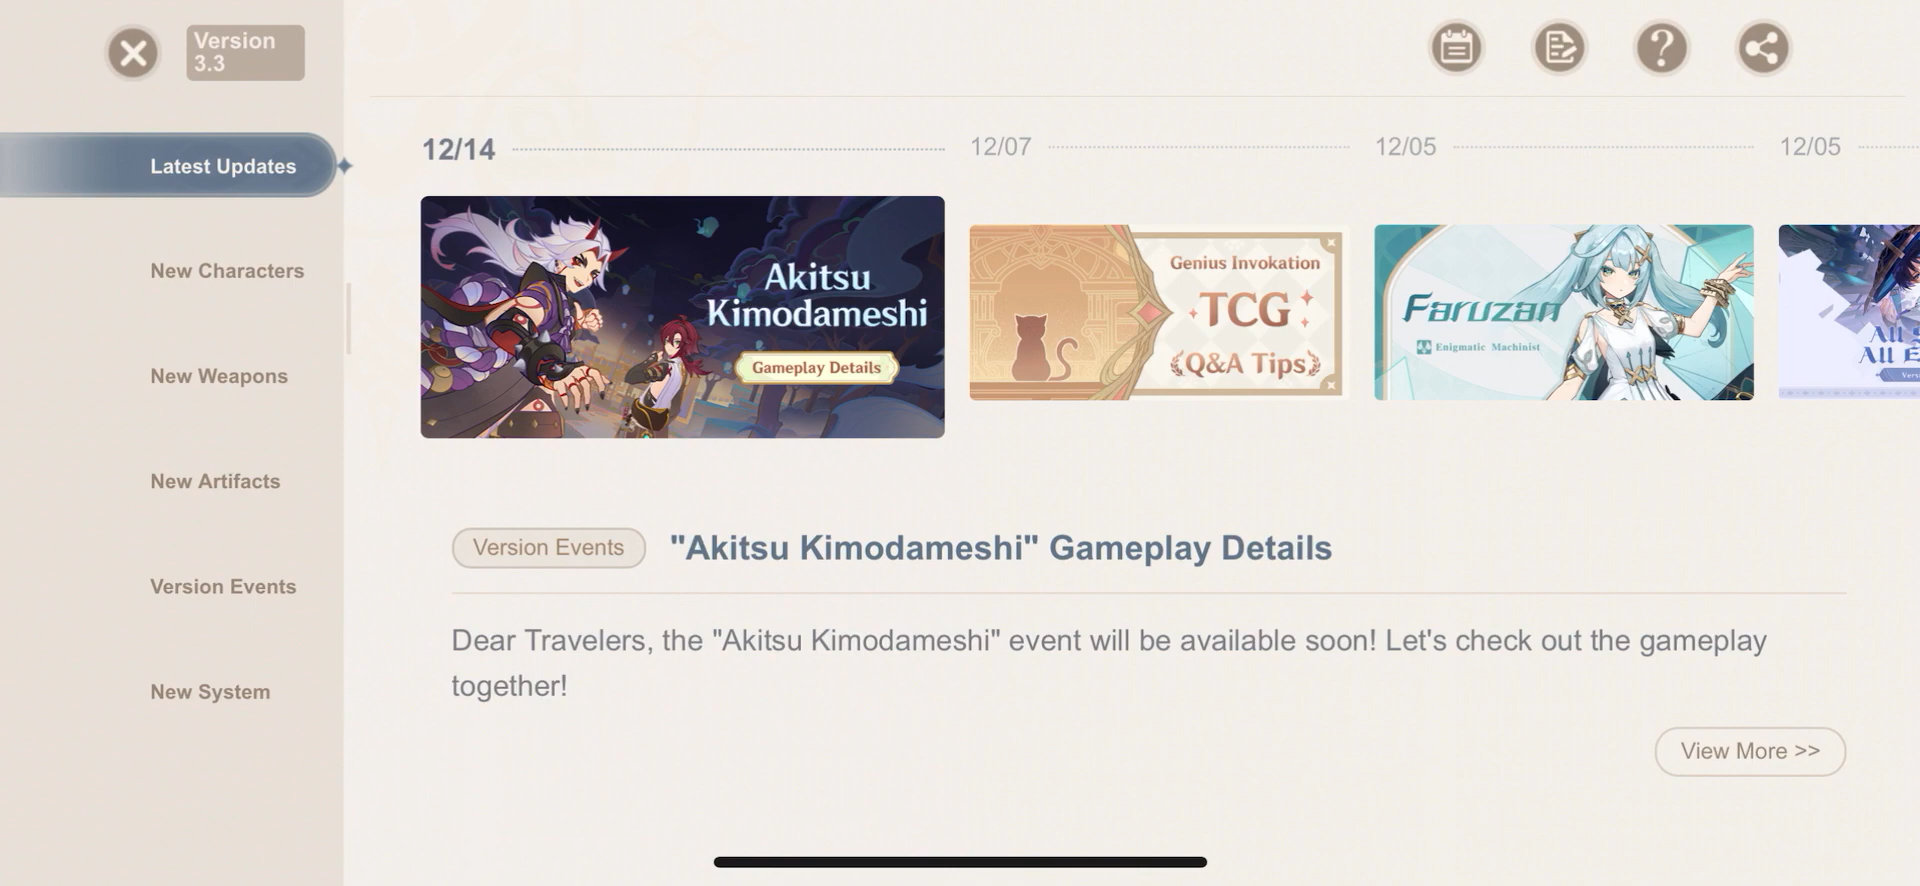 Version
3.3
Latest Updates
New Characters
New Weapons
New Artifacts
Version Events
New System
12/14
12/07
12/05
12/05
Akitsu
Kimodameshi
Gameplay Details
Genius Invokation
TCG
Q&A Tips
Faruzan
Enigmatic Machinist
All
All E
Version Events
"Akitsu Kimodameshi" Gameplay Details
Dear Travelers, the "Akitsu Kimodameshi" event will be available soon! Let's check out the gameplay
together!
View More >>